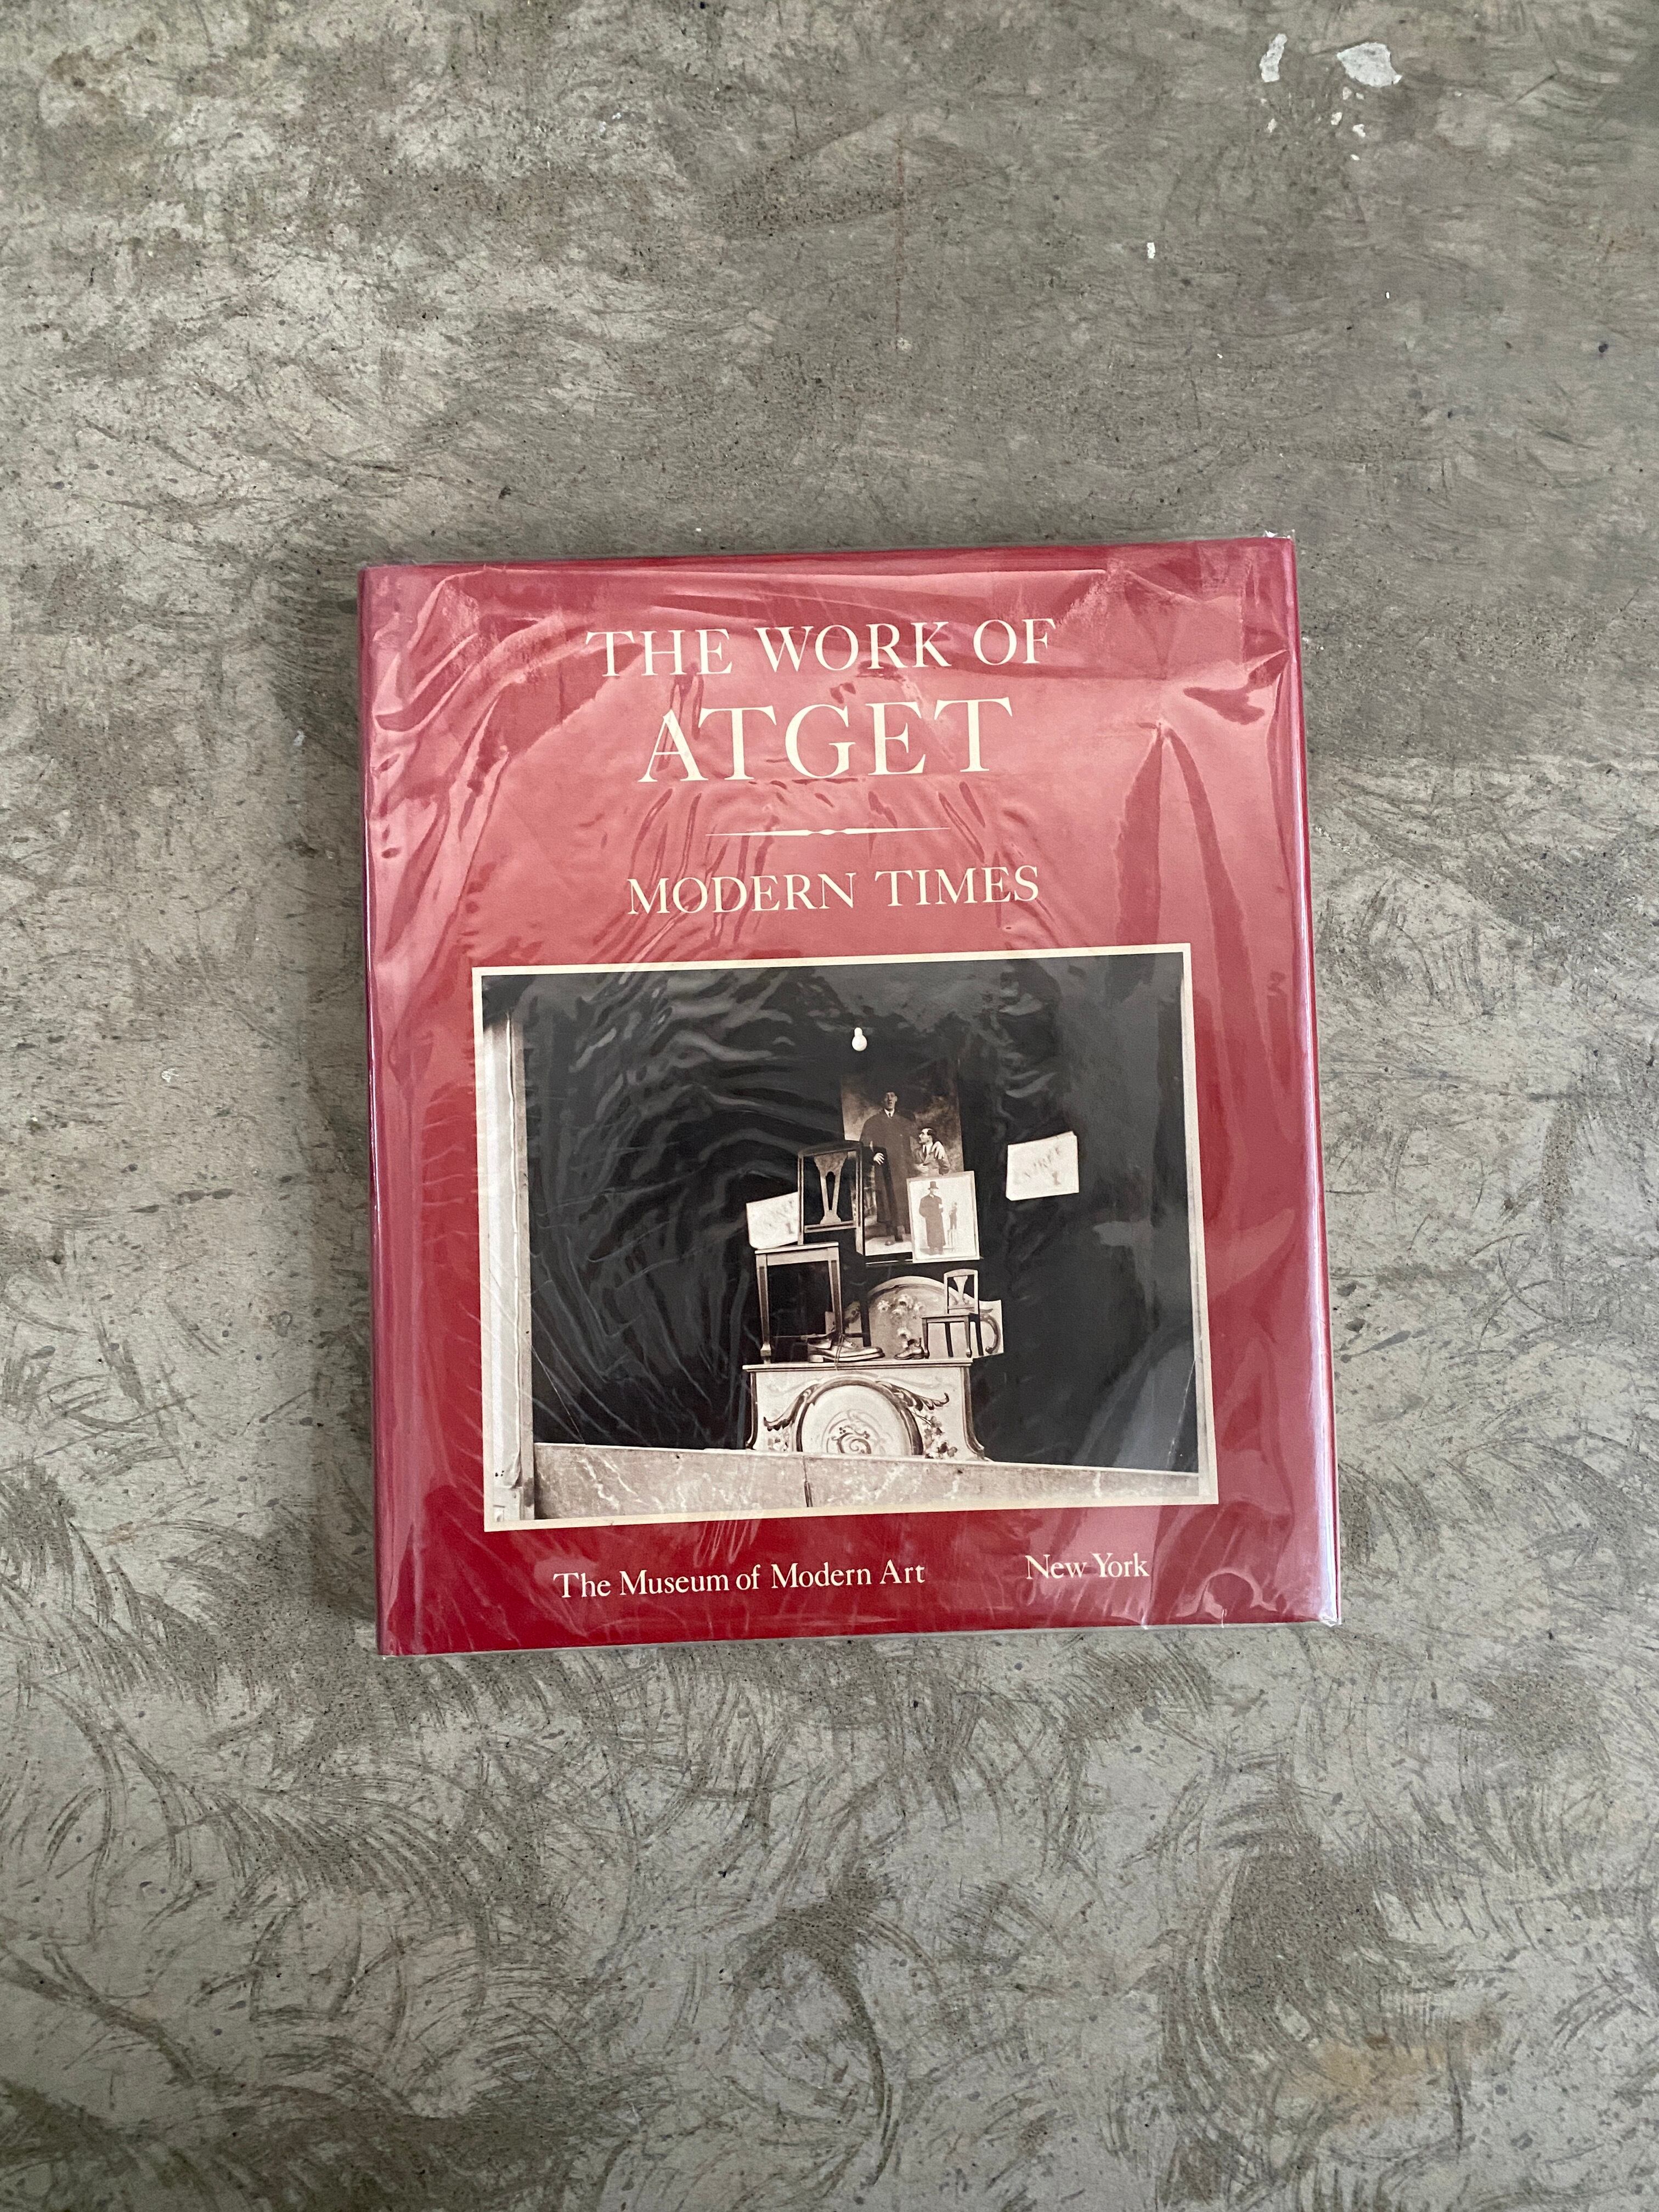 THE WORK OF
ATGET
MODERN TIMES
The Museum of Modern Art New York